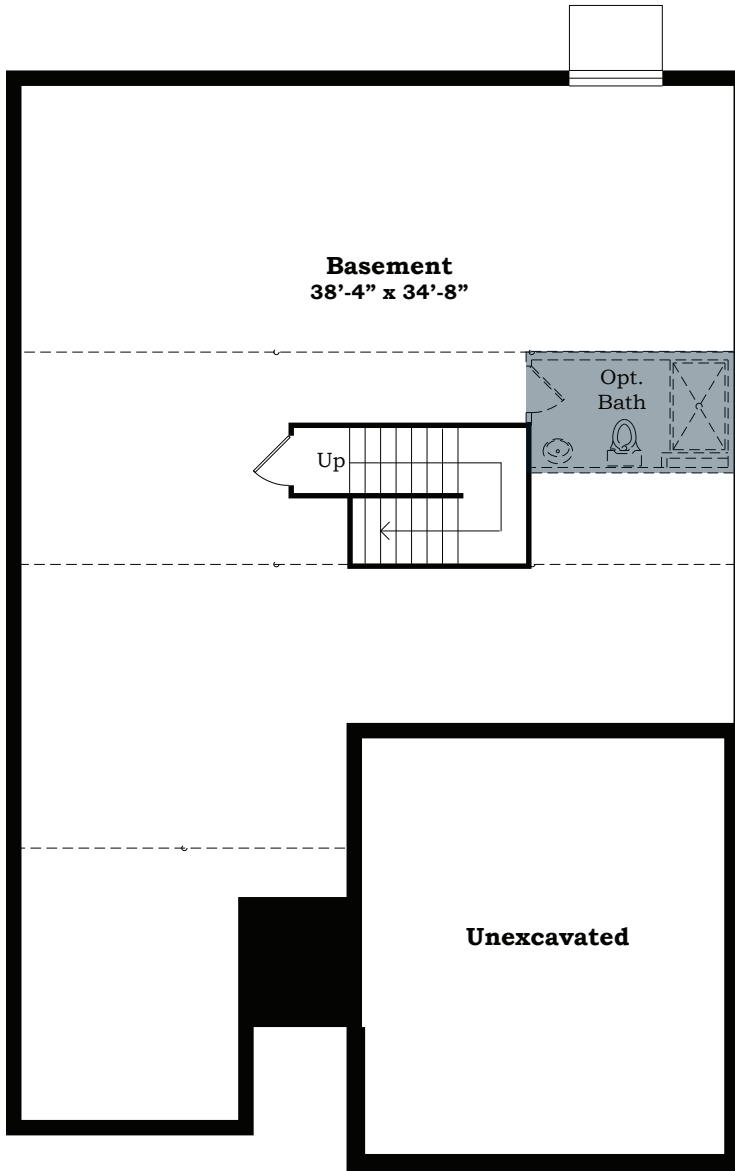 Basement
38’-4” x 34’-8”
Opt.
Bath
Up
Unexcavated